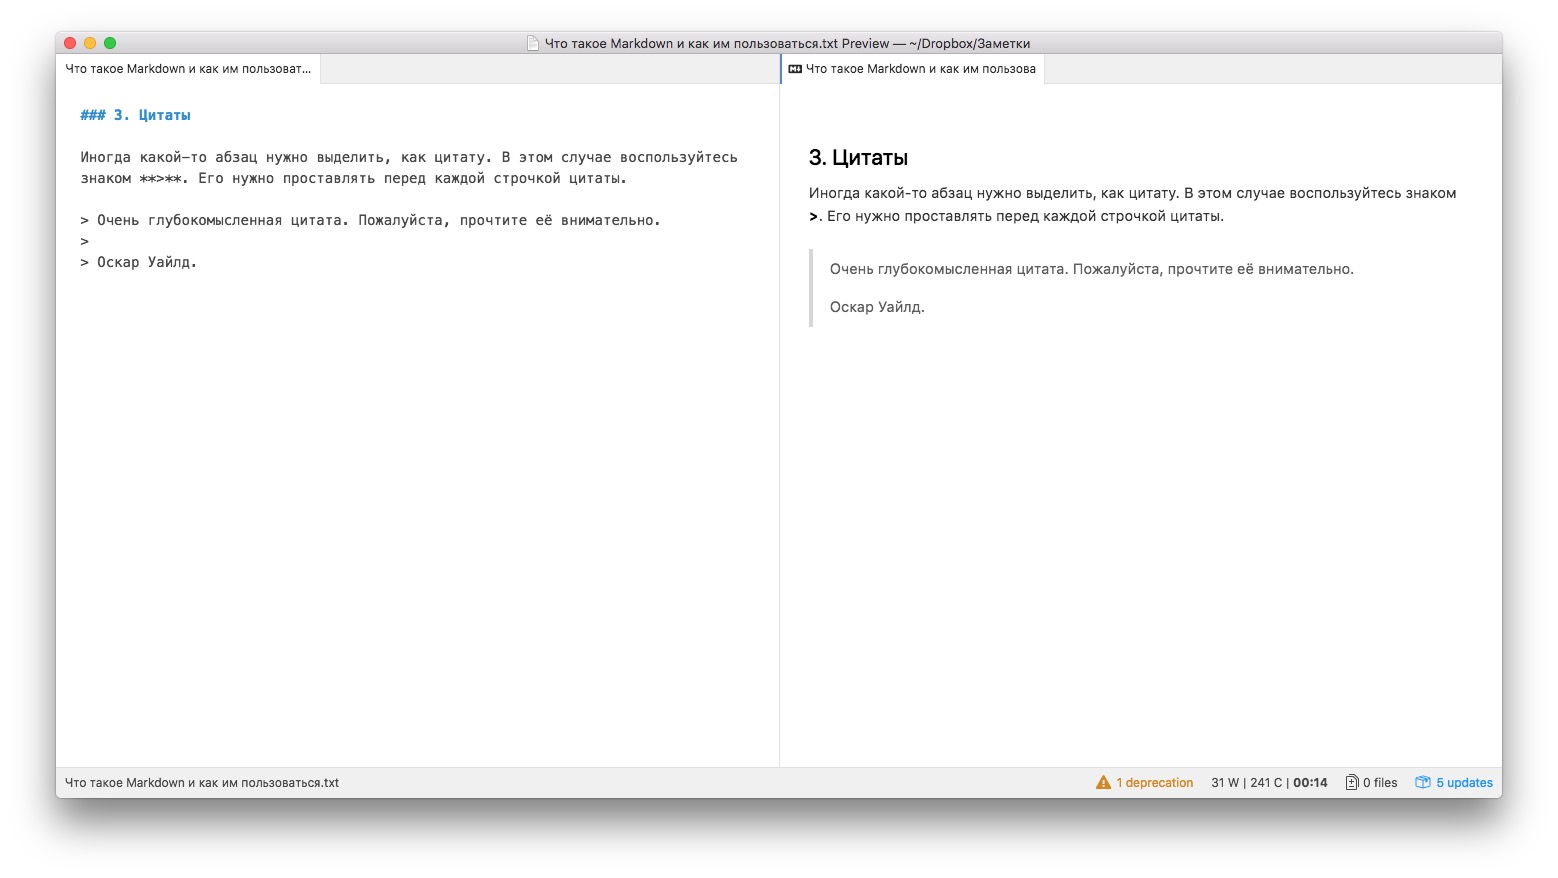 Что такое Markdown и как им пользоваться.txt Preview — ~/Dropbox/Заметки
Что такое Markdown и как им пользоват...
Что такое Markdown и как им пользова
### 3. Цитаты
Иногда какой-то абзац нужно выделить, как цитату. В этом случае воспользуйтесь
знаком **>**. Его нужно проставлять перед каждой строчкой цитаты.
> Очень глубокомысленная цитата. Пожалуйста, прочтите её внимательно.
>
> Оскар Уайлд.
3. Цитаты
Иногда какой-то абзац нужно выделить, как цитату. В этом случае воспользуйтесь знаком
>. Его нужно проставлять перед каждой строчкой цитаты.
Очень глубокомысленная цитата. Пожалуйста, прочтите её внимательно.
Оскар Уайлд.
Что такое Markdown и как им пользоваться.txt
1 deprecation
31 W | 241 C | 00:14
0 files
5 updates